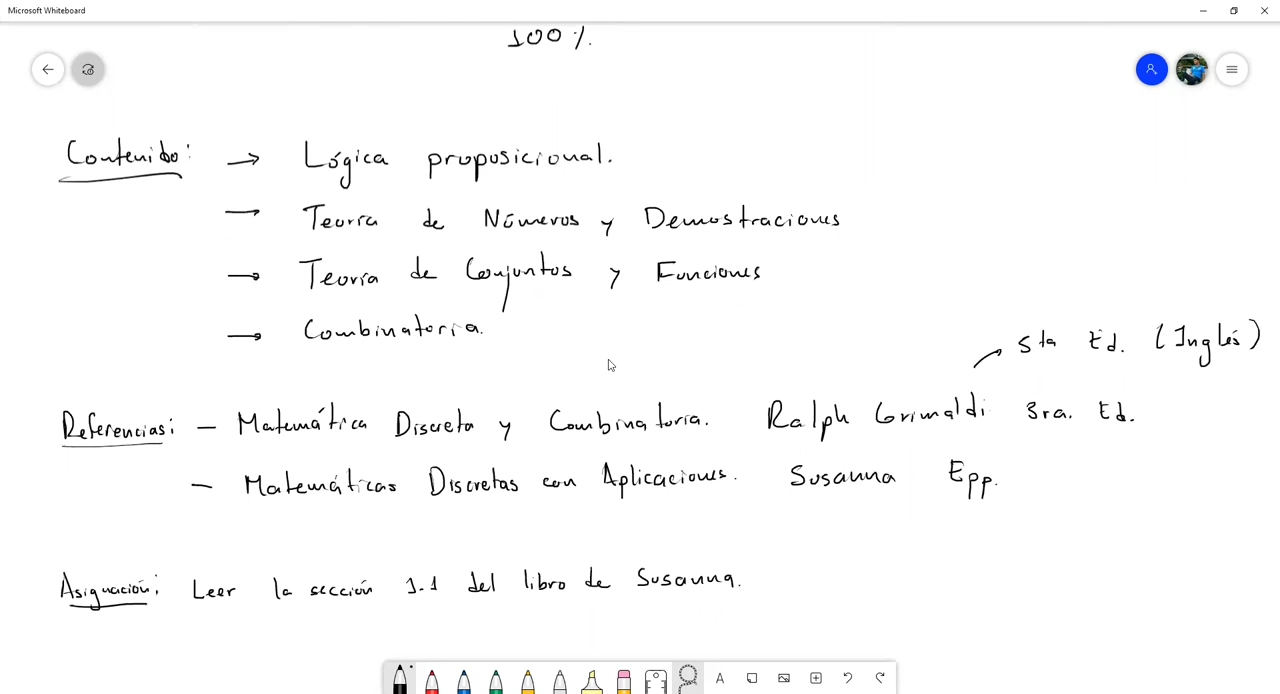 Microsoft Whiteboard
100%.
Contenido: → Lógica proposicional.
→ Teoría de Números y Demostraciones
→ Teoría de Conjuntos y Funciones
→ Combinatoria.
5ta Ed. (Inglés)
Referencias: - Matemática Discreta y Combinatoria. Ralph Grimaldi 3ra. Ed.
- Matemáticas Discretas con Aplicaciones. Susanna Epp.
Asignación: Leer la sección 1.1 del libro de Susanna.
A